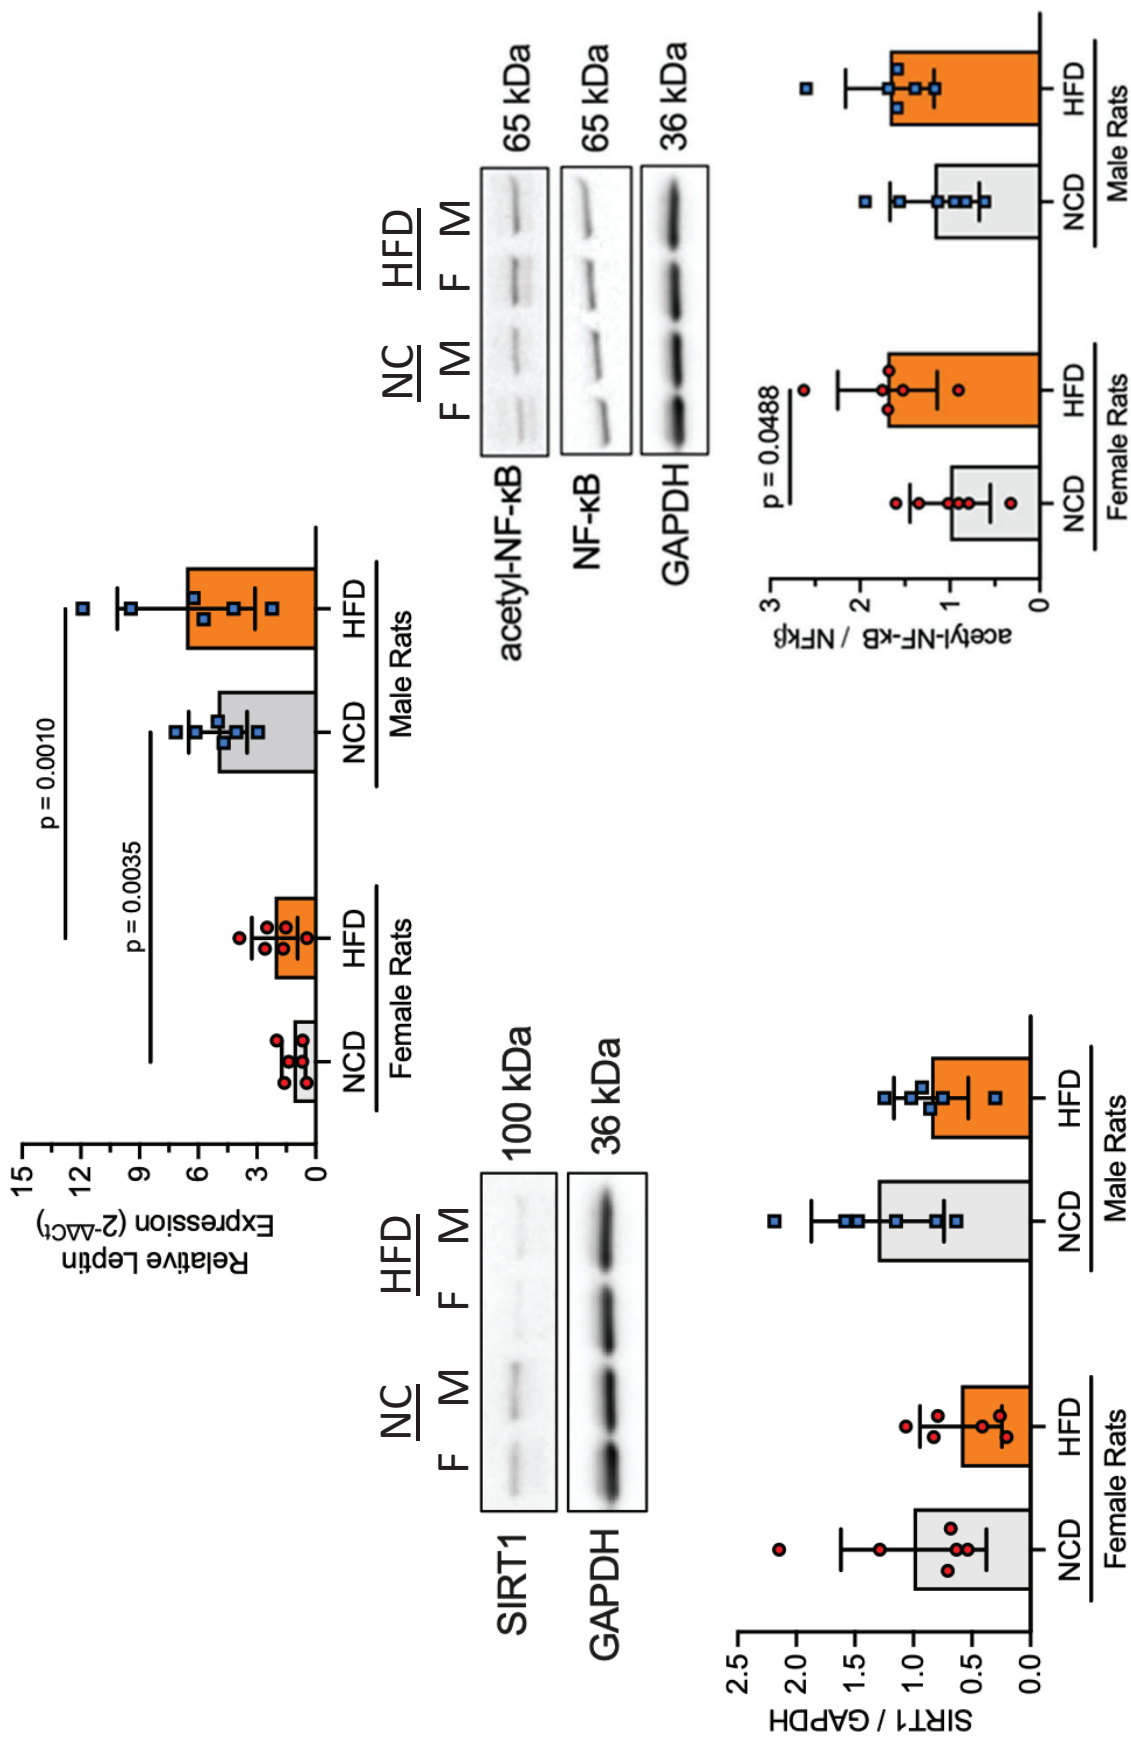 Relative Leptin
Expression (2^-ΔΔCt)
15
12
9
6
3
0
p = 0.0010
p = 0.0035
NCD
HFD
NCD
HFD
Female Rats
Male Rats
NC
HFD
F M F M
SIRT1
100 kDa
GAPDH
36 kDa
SIRT1 / GAPDH
2.5
2.0
1.5
1.0
0.5
0.0
NCD
HFD
NCD
HFD
Female Rats
Male Rats
NC
HFD
F M F M
acetyl-NF-κB
65 kDa
NF-κB
65 kDa
GAPDH
36 kDa
acetyl-NF-κB / NFkβ
3
2
1
0
p = 0.0488
NCD
HFD
NCD
HFD
Female Rats
Male Rats